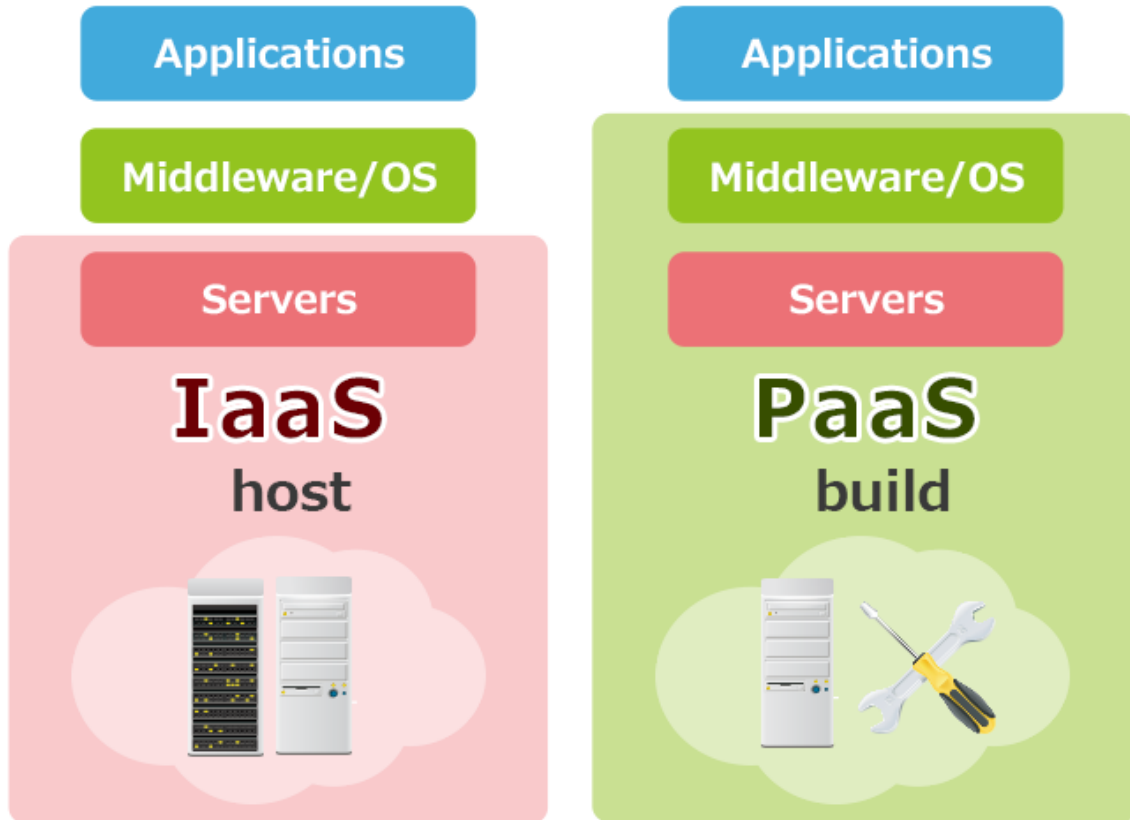 Applications
Middleware/OS
Servers
IaaS
host
Applications
Middleware/OS
Servers
PaaS
build